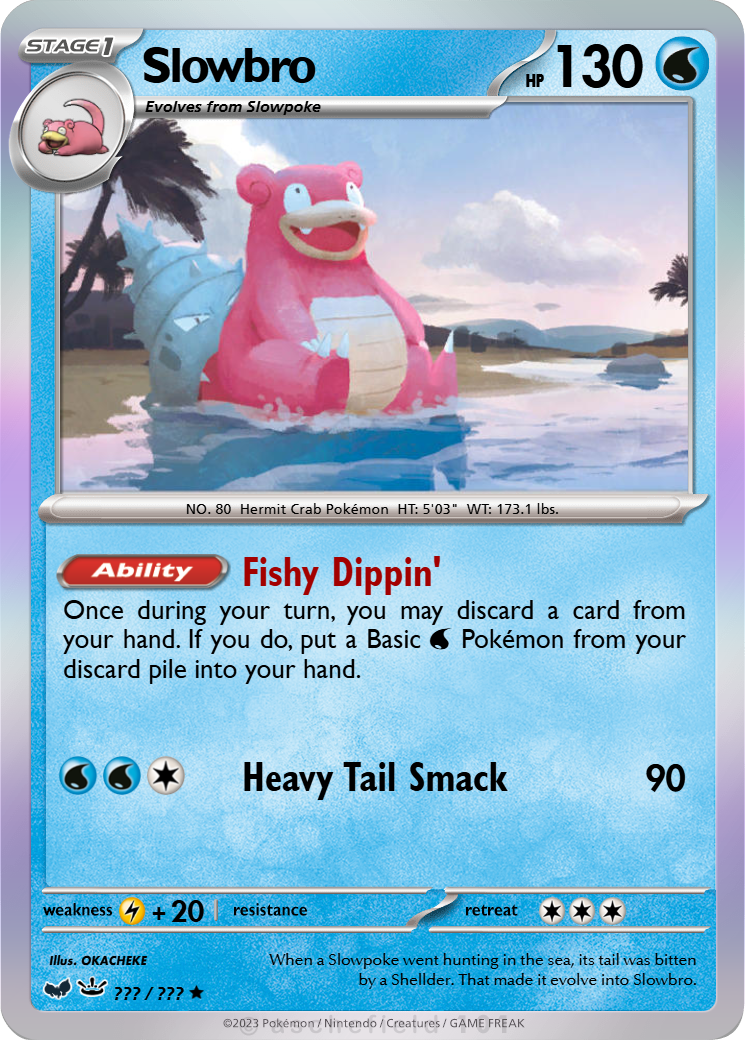 STAGE1
Slowbro
HP 130
Evolves from Slowpoke
NO. 80 Hermit Crab Pokémon HT: 5'03" WT: 173.1 lbs.
Ability Fishy Dippin'
Once during your turn, you may discard a card from
your hand. If you do, put a Basic Pokémon from your
discard pile into your hand.
Heavy Tail Smack 90
weakness + 20 resistance retreat
Illus. OKACHEKE
When a Slowpoke went hunting in the sea, its tail was bitten
by a Shellder. That made it evolve into Slowbro.
??? / ??? ★
©2023 Pokémon / Nintendo / Creatures / GAME FREAK